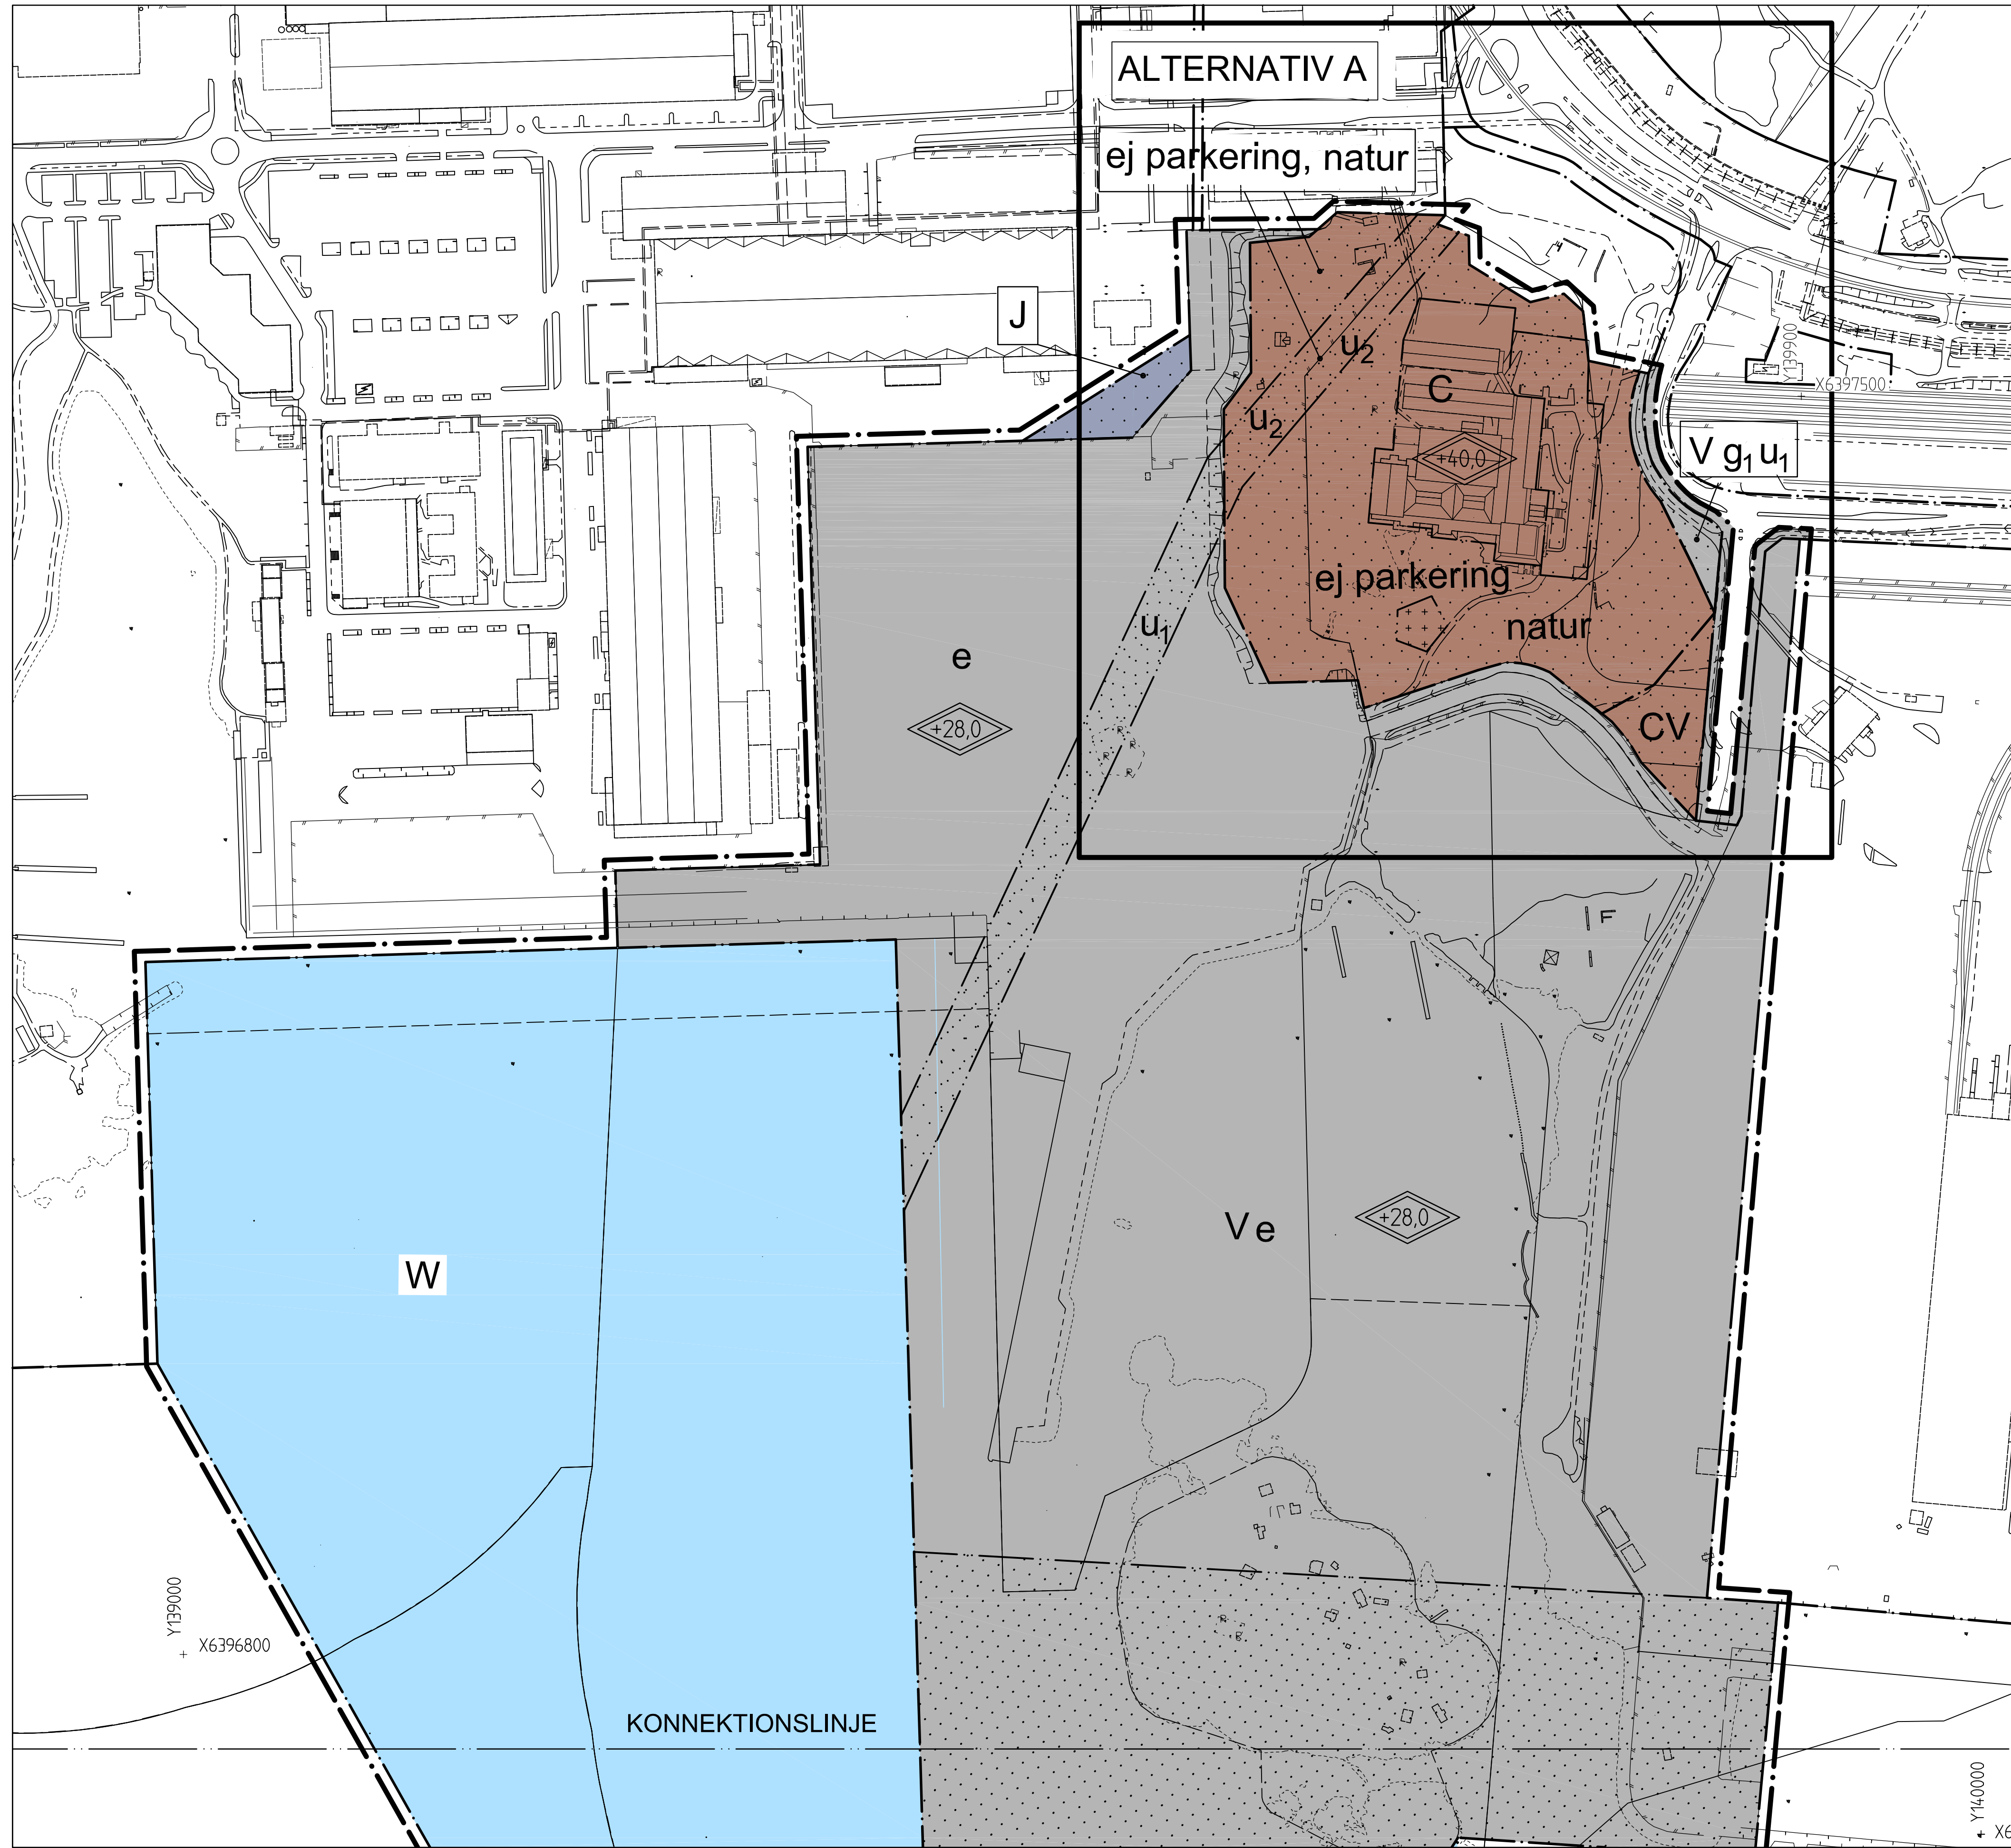 ALTERNATIV A
ej parkering, natur
J
u2
u2
C
+40,0
Y139900
X6397500
V g1 u1
ej parkering
natur
u1
e
+28,0
CV
F
W
V e
+28,0
Y139000
X6396800
KONNEKTIONSLINJE
Y140000
X6